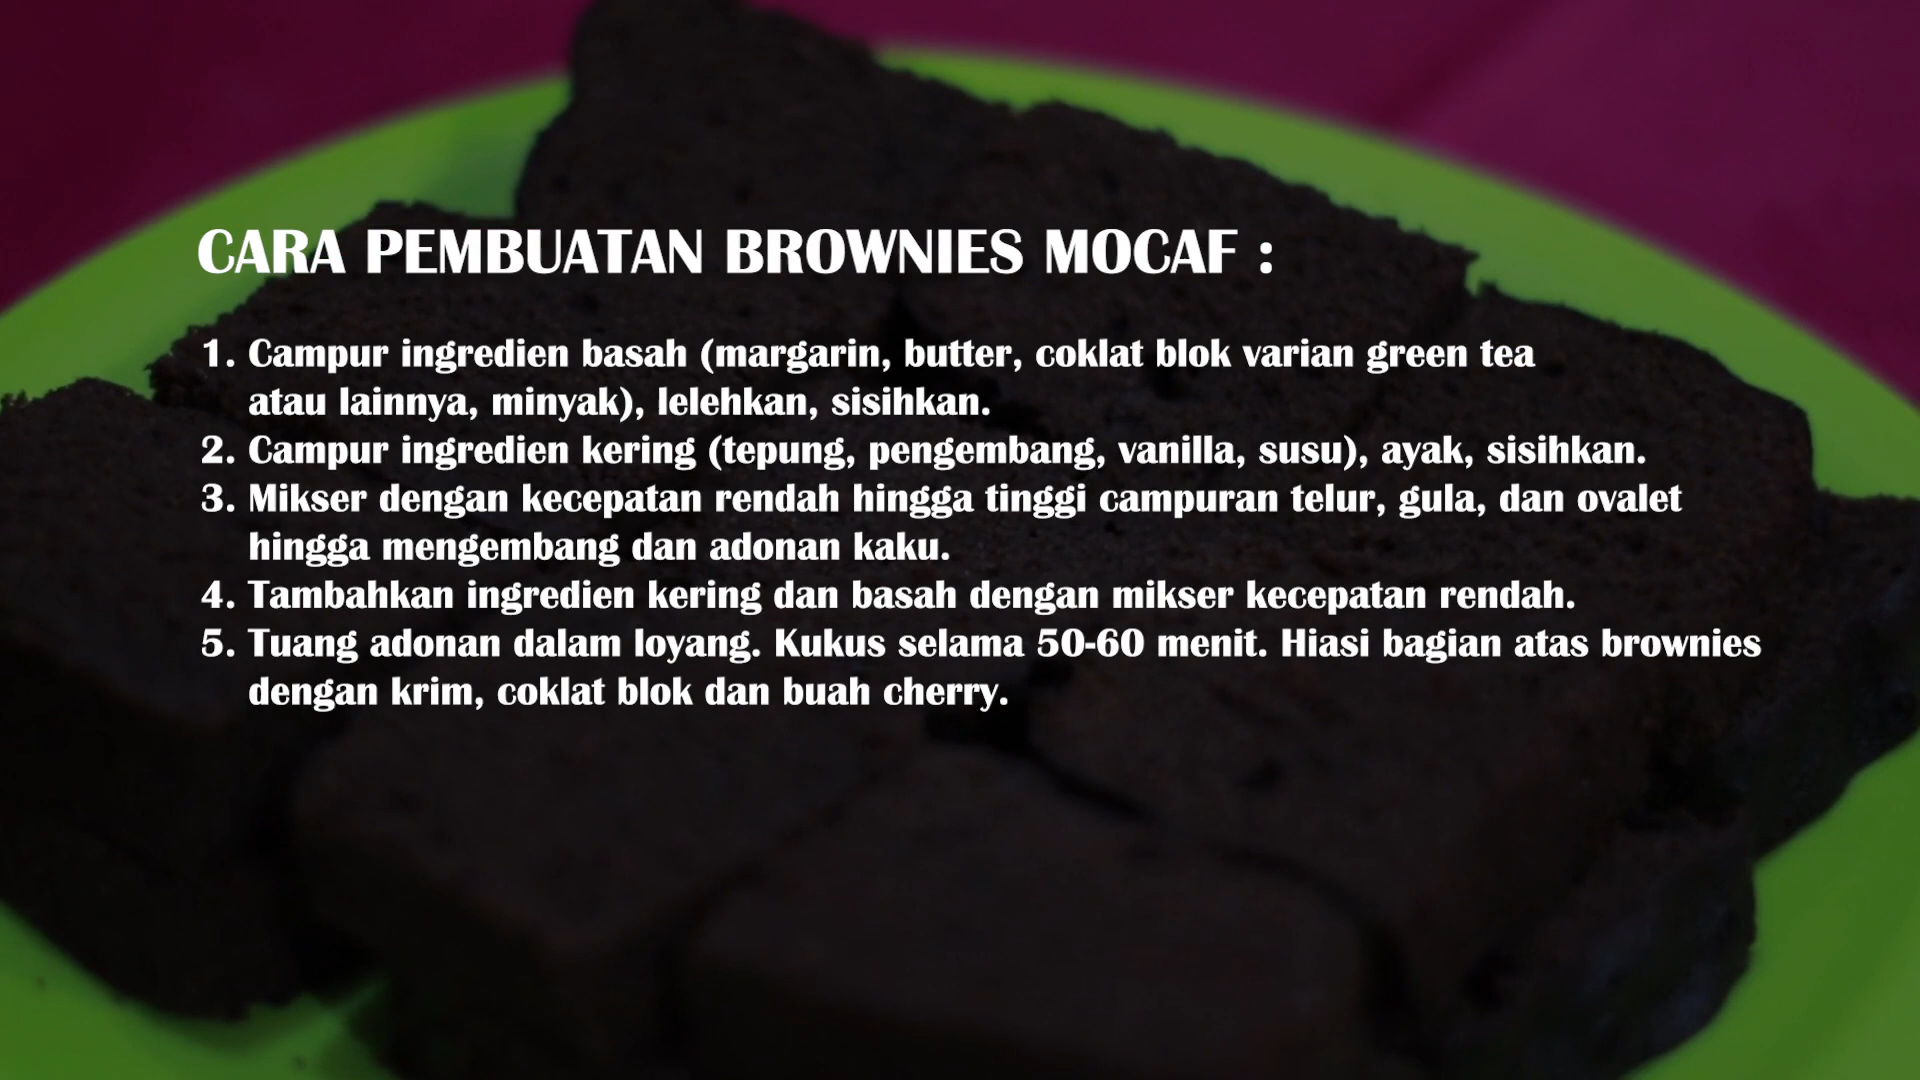 CARA PEMBUATAN BROWNIES MOCAF :
1. Campur ingredien basah (margarin, butter, coklat blok varian green tea
atau lainnya, minyak), lelehkan, sisihkan.
2. Campur ingredien kering (tepung, pengembang, vanilla, susu), ayak, sisihkan.
3. Mikser dengan kecepatan rendah hingga tinggi campuran telur, gula, dan ovalet
hingga mengembang dan adonan kaku.
4. Tambahkan ingredien kering dan basah dengan mikser kecepatan rendah.
5. Tuang adonan dalam loyang. Kukus selama 50-60 menit. Hiasi bagian atas brownies
dengan krim, coklat blok dan buah cherry.